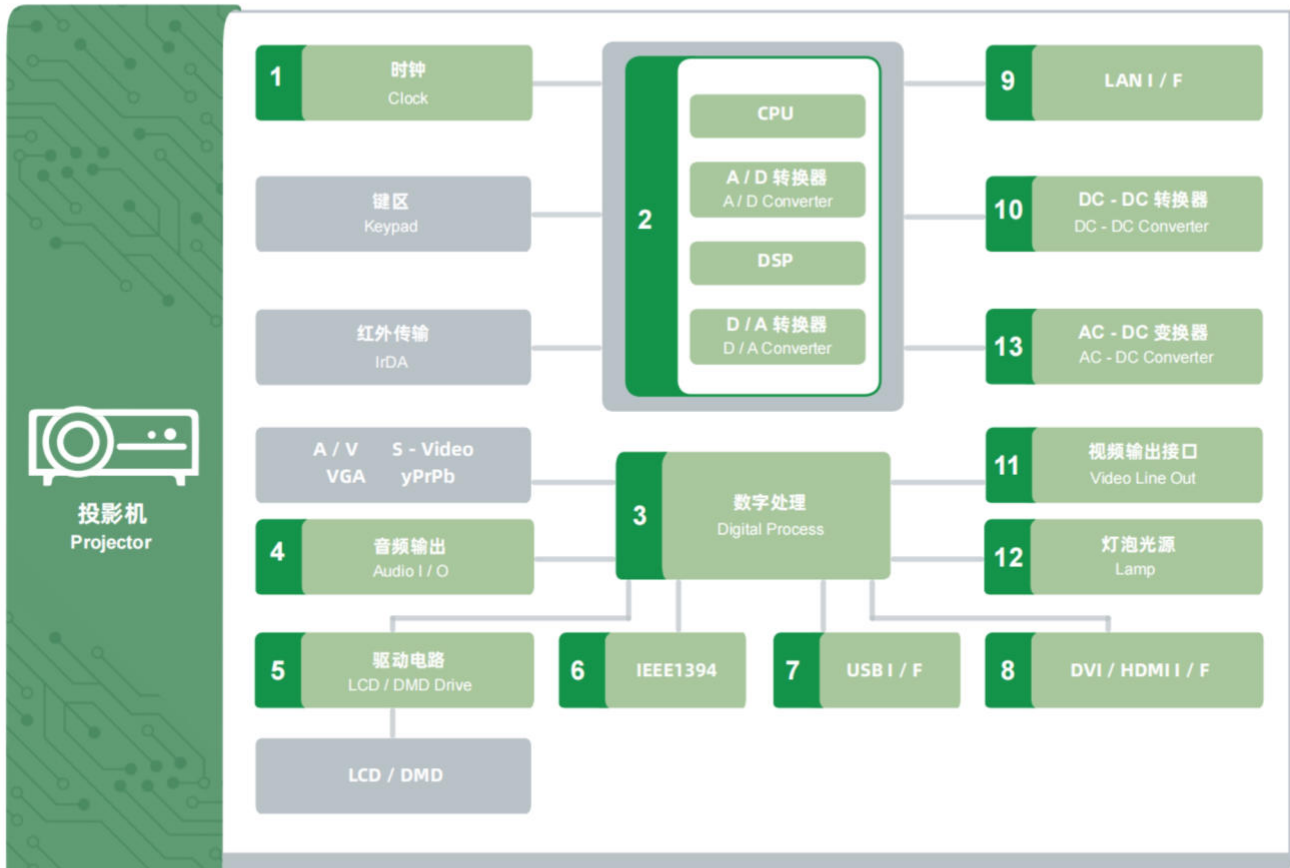 投影机
Projector
1
时钟
Clock
键区
Keypad
红外传输
IrDA
A / V S - Video
VGA yPrPb
4
音频输出
Audio I / O
5
驱动电路
LCD / DMD Drive
LCD / DMD
2
CPU
A / D 转换器
A / D Converter
DSP
D / A 转换器
D / A Converter
3
数字处理
Digital Process
6
IEEE1394
7
USB I / F
9
LAN I / F
10
DC - DC 转换器
DC - DC Converter
13
AC - DC 变换器
AC - DC Converter
11
视频输出接口
Video Line Out
12
灯泡光源
Lamp
8
DVI / HDMI I / F